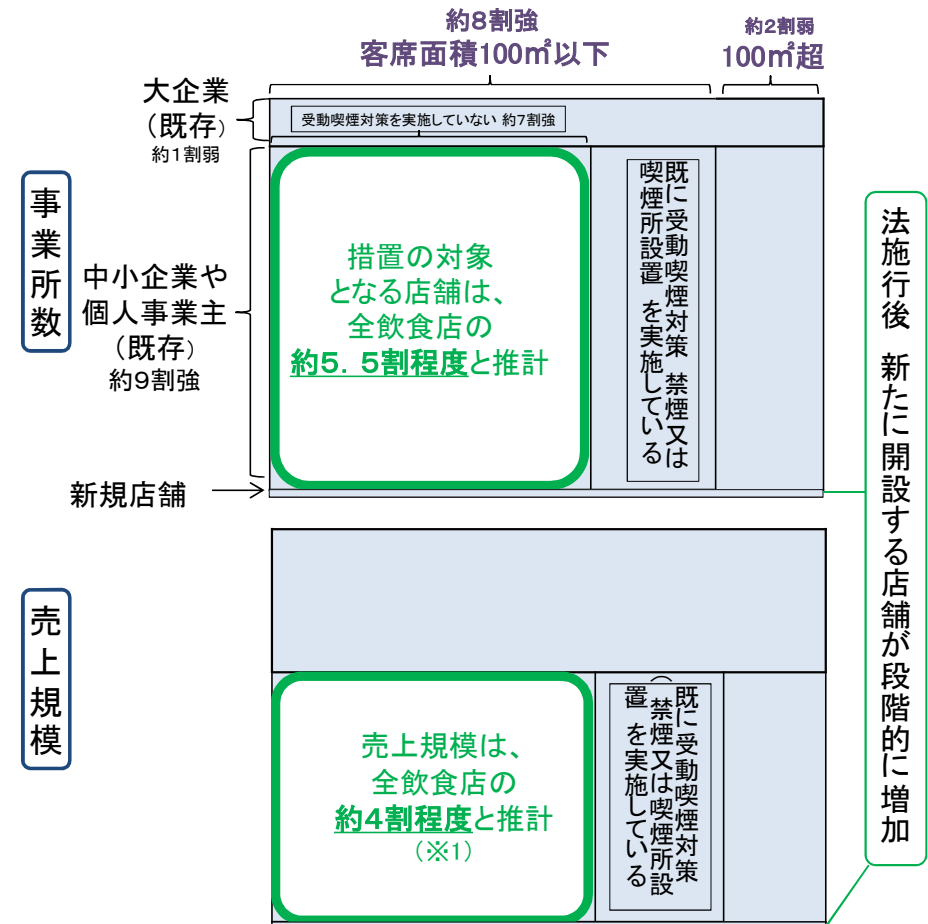 約8割強
客席面積100㎡以下
約2割弱
100㎡超
大企業
（既存）
約1割弱
受動喫煙対策を実施していない 約7割強
事業所数
中小企業や
個人事業主
（既存）
約9割強
措置の対象
となる店舗は、
全飲食店の
約5．5割程度と推計
既に受動喫煙対策 禁煙又は
喫煙所設置 を実施している
新規店舗
法施行後 新たに開設する店舗が段階的に増加
売上規模
売上規模は、
全飲食店の
約4割程度と推計
（※1）
既に受動喫煙対策
（禁煙又は喫煙所設
置 を実施している